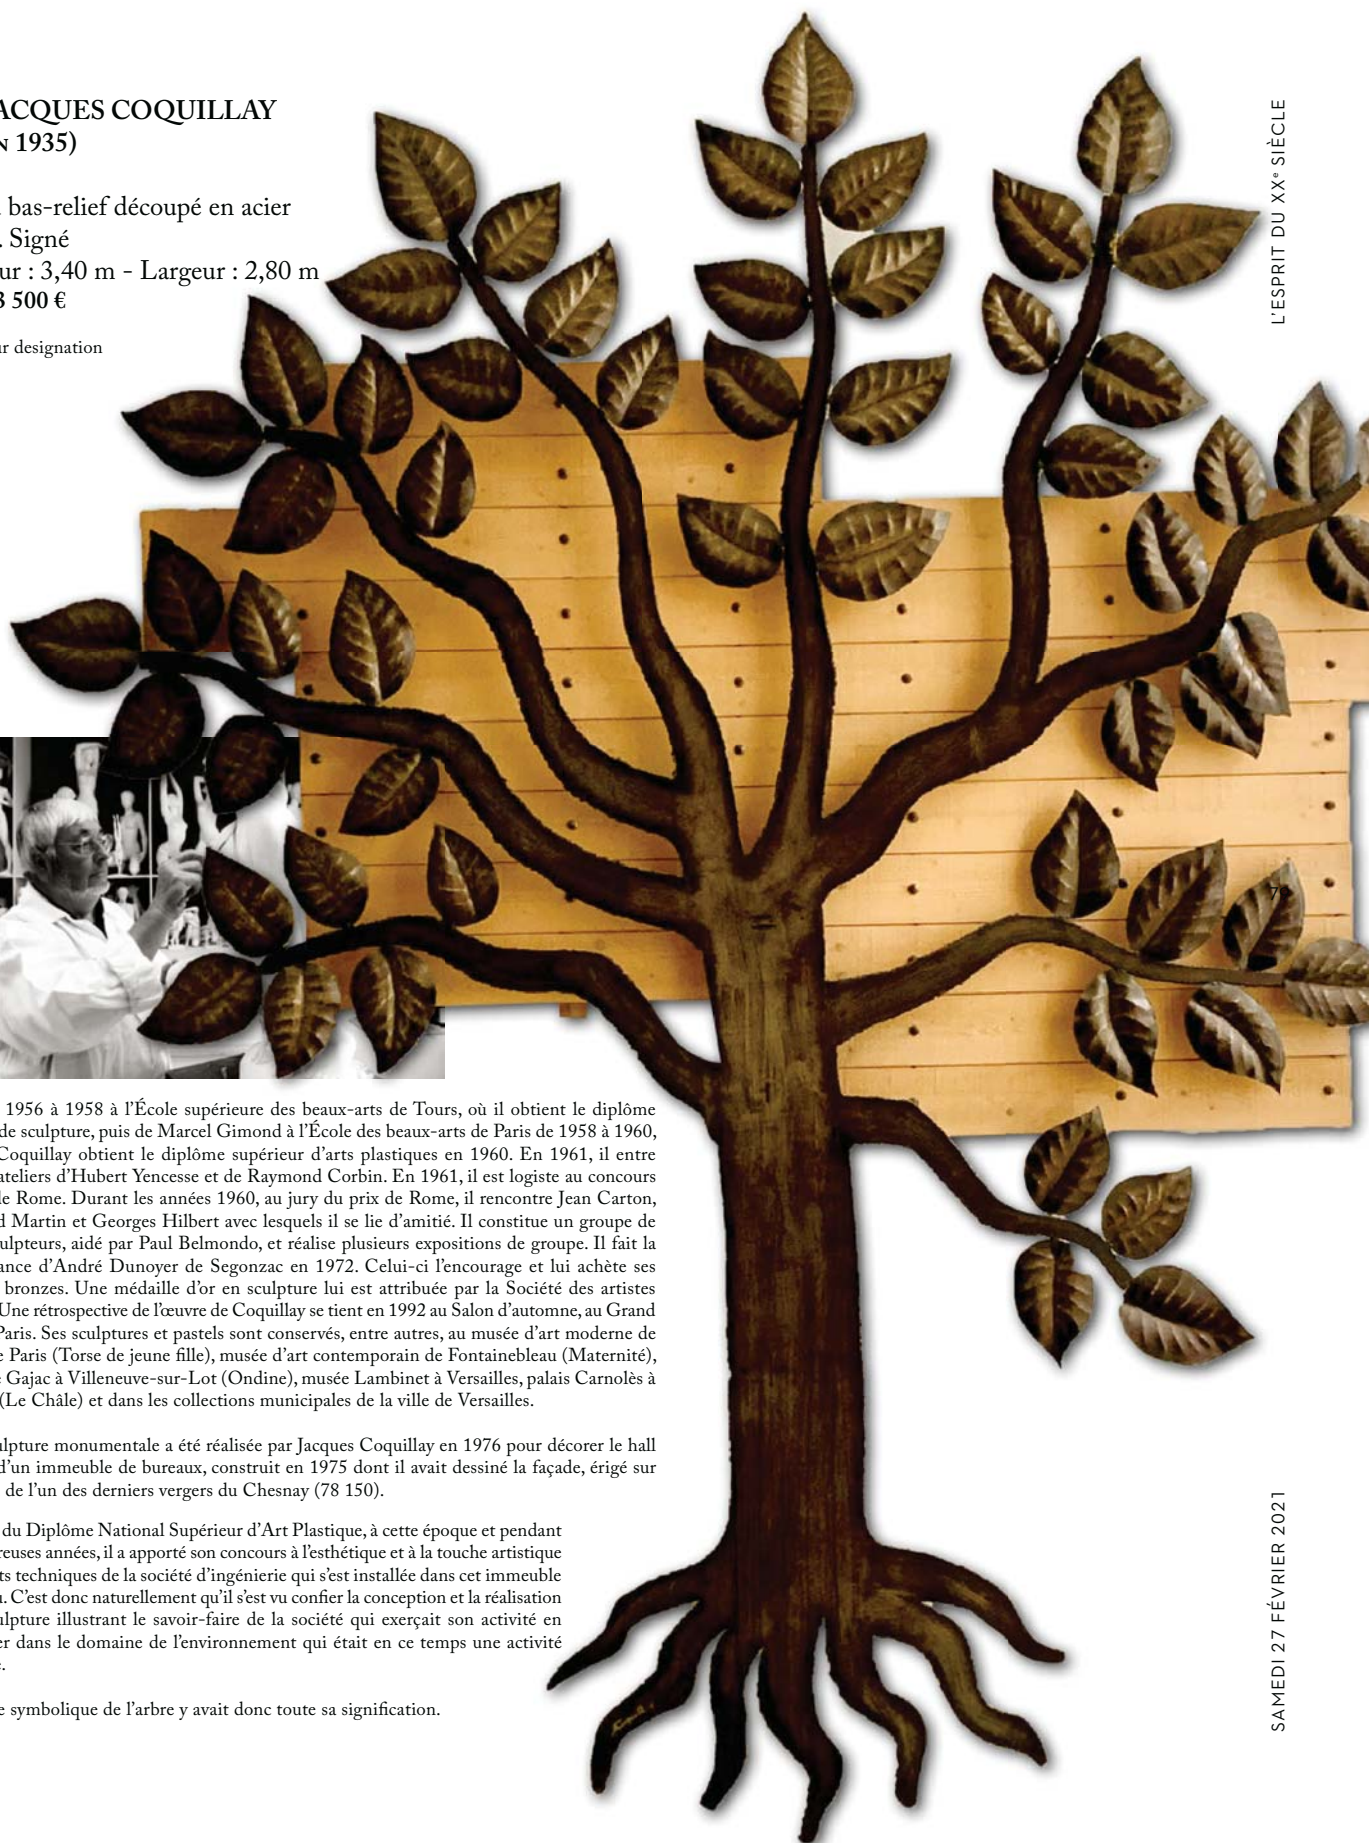 ACQUES COQUILLAY
N 1935)
bas-relief découpé en acier
. Signé
ur : 3,40 m - Largeur : 2,80 m
3 500 €
ur designation
L'ESPRIT DU XXe SIÈCLE
1956 à 1958 à l'École supérieure des beaux-arts de Tours, où il obtient le diplôme
de sculpture, puis de Marcel Gimond à l'École des beaux-arts de Paris de 1958 à 1960,
Coquillay obtient le diplôme supérieur d'arts plastiques en 1960. En 1961, il entre
ateliers d'Hubert Yencesse et de Raymond Corbin. En 1961, il est logiste au concours
de Rome. Durant les années 1960, au jury du prix de Rome, il rencontre Jean Carton,
d Martin et Georges Hilbert avec lesquels il se lie d'amitié. Il constitue un groupe de
ulpteurs, aidé par Paul Belmondo, et réalise plusieurs expositions de groupe. Il fait la
ance d'André Dunoyer de Segonzac en 1972. Celui-ci l'encourage et lui achète ses
bronzes. Une médaille d'or en sculpture lui est attribuée par la Société des artistes
Une rétrospective de l'œuvre de Coquillay se tient en 1992 au Salon d'automne, au Grand
Paris. Ses sculptures et pastels sont conservés, entre autres, au musée d'art moderne de
e Paris (Torse de jeune fille), musée d'art contemporain de Fontainebleau (Maternité),
e Gajac à Villeneuve-sur-Lot (Ondine), musée Lambinet à Versailles, palais Carnolès à
(Le Châle) et dans les collections municipales de la ville de Versailles.
ulpture monumentale a été réalisée par Jacques Coquillay en 1976 pour décorer le hall
d'un immeuble de bureaux, construit en 1975 dont il avait dessiné la façade, érigé sur
de l'un des derniers vergers du Chesnay (78 150).
du Diplôme National Supérieur d'Art Plastique, à cette époque et pendant
reuses années, il a apporté son concours à l'esthétique et à la touche artistique
ts techniques de la société d'ingénierie qui s'est installée dans cet immeuble
u. C'est donc naturellement qu'il s'est vu confier la conception et la réalisation
ulpture illustrant le savoir-faire de la société qui exerçait son activité en
er dans le domaine de l'environnement qui était en ce temps une activité
e.
e symbolique de l'arbre y avait donc toute sa signification.
SAMEDI 27 FÉVRIER 2021